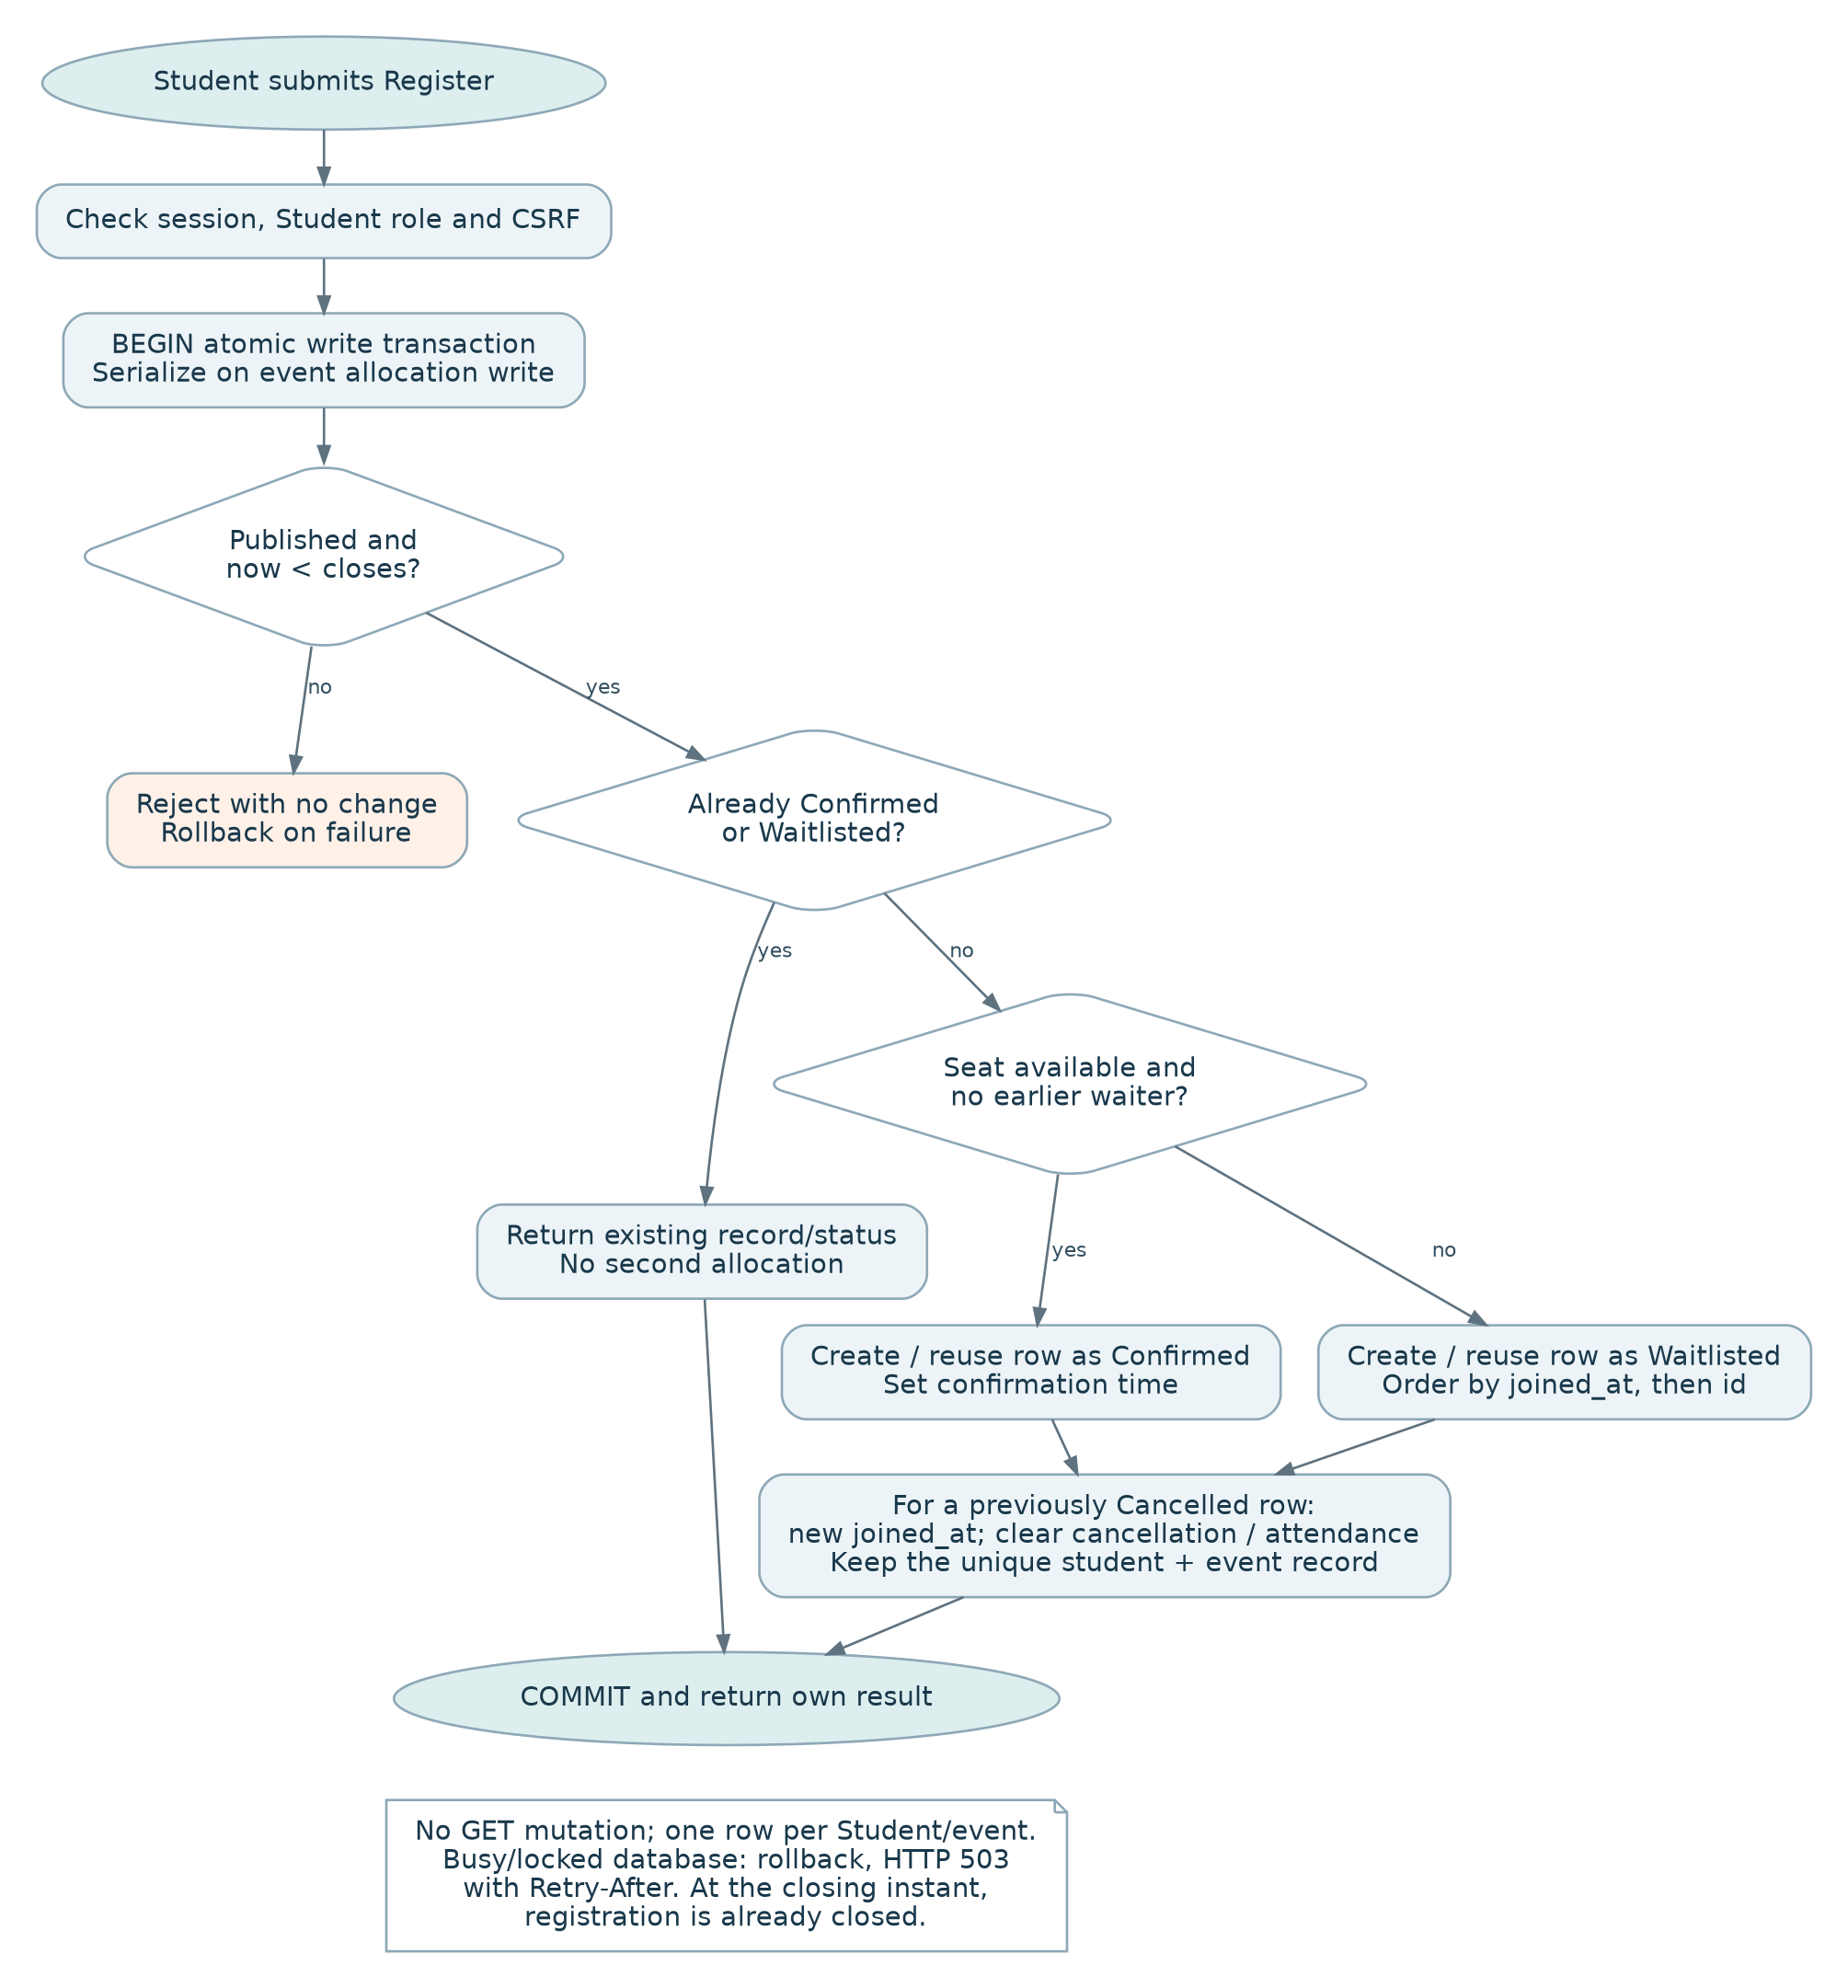 Student submits Register
Check session, Student role and CSRF
BEGIN atomic write transaction
Serialize on event allocation write
Published and
now < closes?
no
yes
Reject with no change
Rollback on failure
Already Confirmed
or Waitlisted?
yes
no
Seat available and
no earlier waiter?
Return existing record/status
No second allocation
yes
no
Create / reuse row as Confirmed
Set confirmation time
Create / reuse row as Waitlisted
Order by joined_at, then id
For a previously Cancelled row:
new joined_at; clear cancellation / attendance
Keep the unique student + event record
COMMIT and return own result
No GET mutation; one row per Student/event.
Busy/locked database: rollback, HTTP 503
with Retry-After. At the closing instant,
registration is already closed.